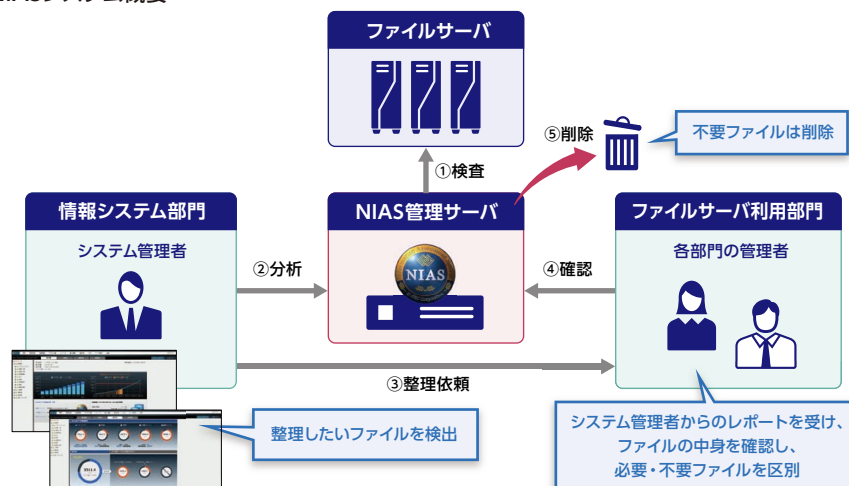 ファイルサーバ
⑤削除
不要ファイルは削除
①検査
情報システム部門
NIAS管理サーバ
ファイルサーバ利用部門
システム管理者
各部門の管理者
②分析
NIAS
④確認
③整理依頼
整理したいファイルを検出
システム管理者からのレポートを受け、
ファイルの中身を確認し、
必要・不要ファイルを区別